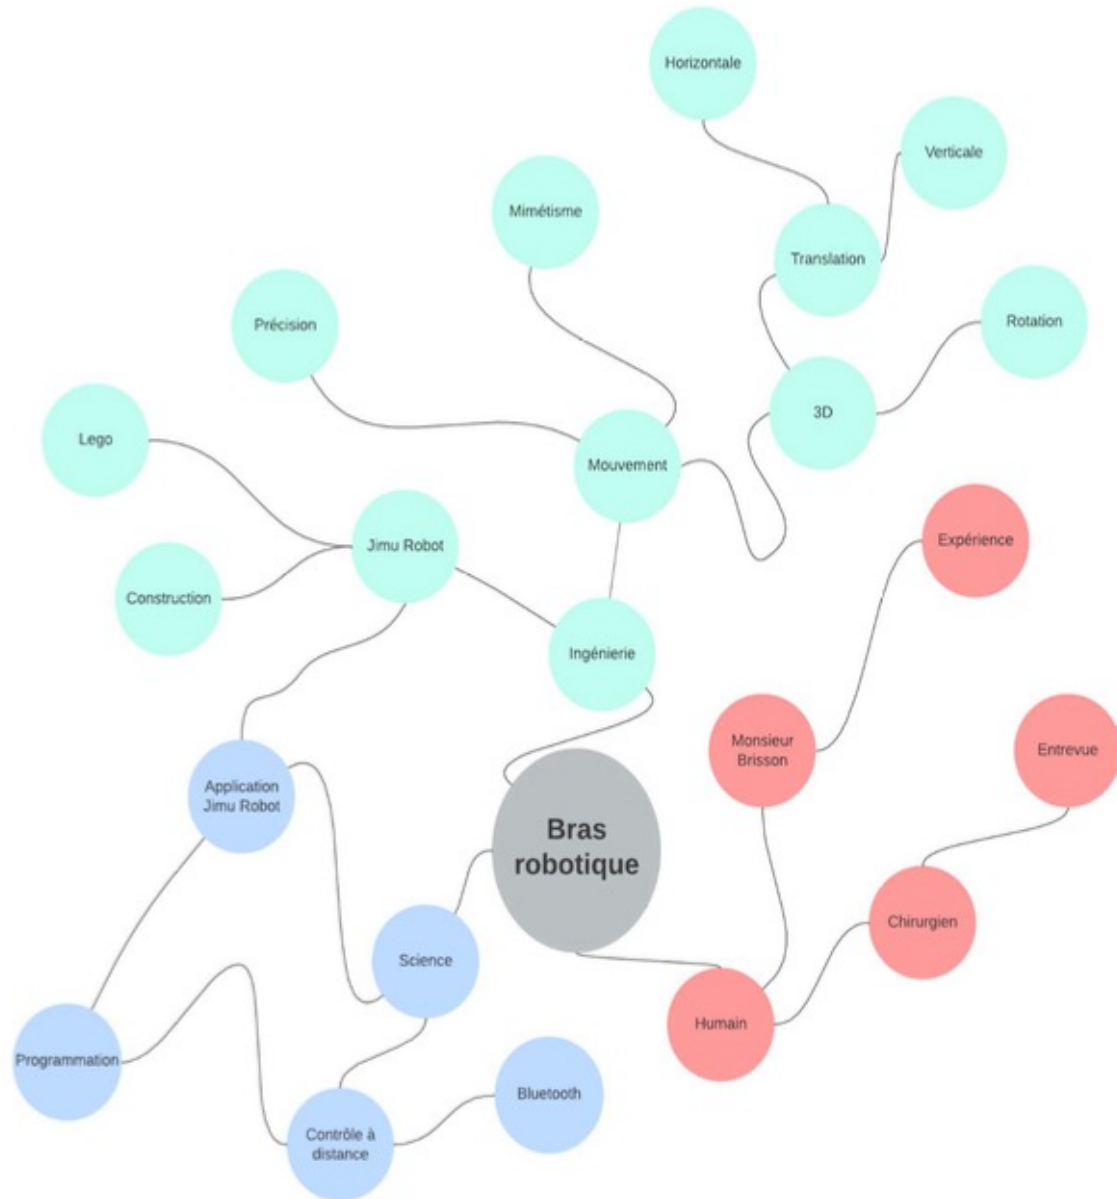 Horizontale
Verticale
Mimétisme
Translation
Précision
Rotation
3D
Lego
Mouvement
Jimu Robot
Expérience
Construction
Ingénierie
Monsieur
Brisson
Entrevue
Application
Jimu Robot
Bras
robotique
Chirurgien
Science
Humain
Programmation
Bluetooth
Contrôle à
distance